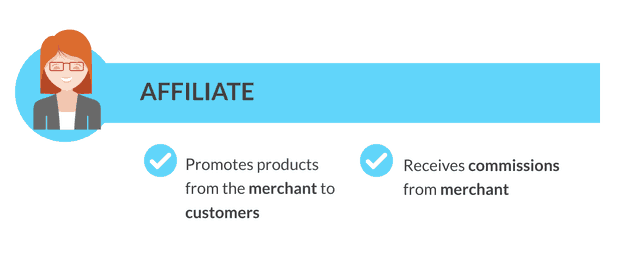 AFFILIATE
Promotes products
from the merchant to
customers
Receives commissions
from merchant